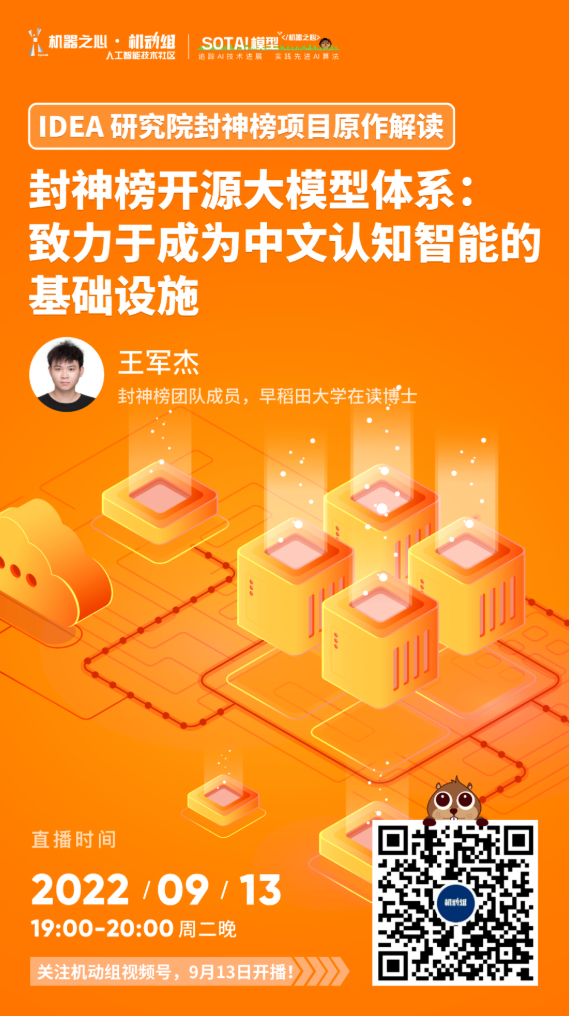 机器之心·机动组
人工智能技术社区
SOTA!模型
</机器之心>
追踪AI技术进展 实践先进AI算法
IDEA 研究院封神榜项目原作解读
封神榜开源大模型体系：
致力于成为中文认知智能的
基础设施
王军杰
封神榜团队成员，早稻田大学在读博士
直播时间
2022 / 09 / 13
19:00-20:00 周二晚
关注机动组视频号，9月13日开播！
机动组